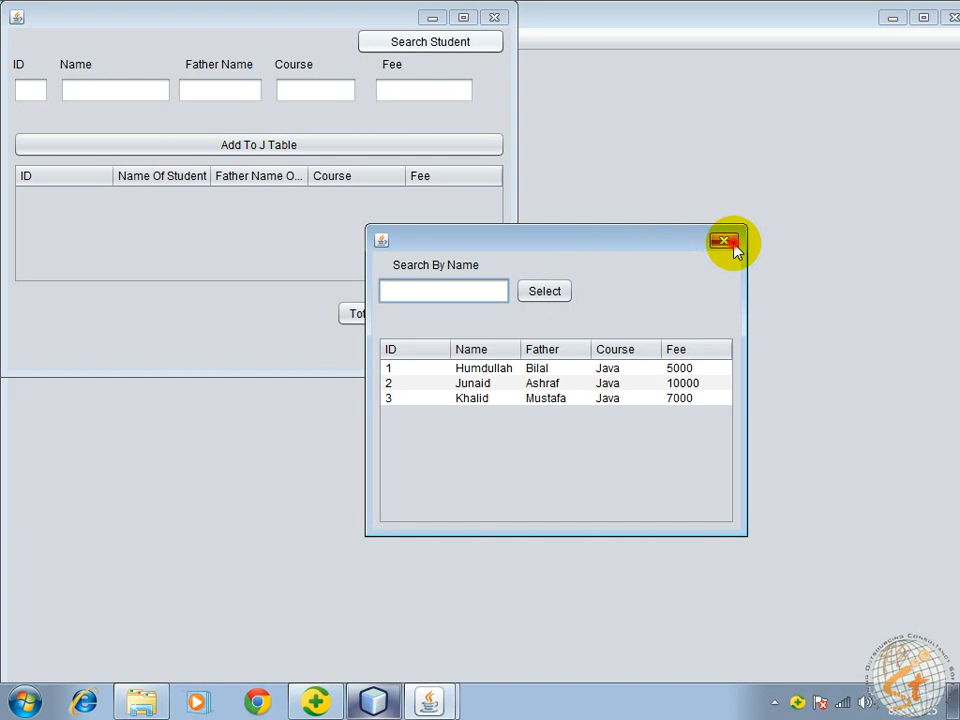 Search Student
ID Name Father Name Course Fee
Add To J Table
ID Name Of Student Father Name O... Course Fee
Search By Name
Select
ID Name Father Course Fee
1 Humdullah Bilal Java 5000
2 Junaid Ashraf Java 10000
3 Khalid Mustafa Java 7000